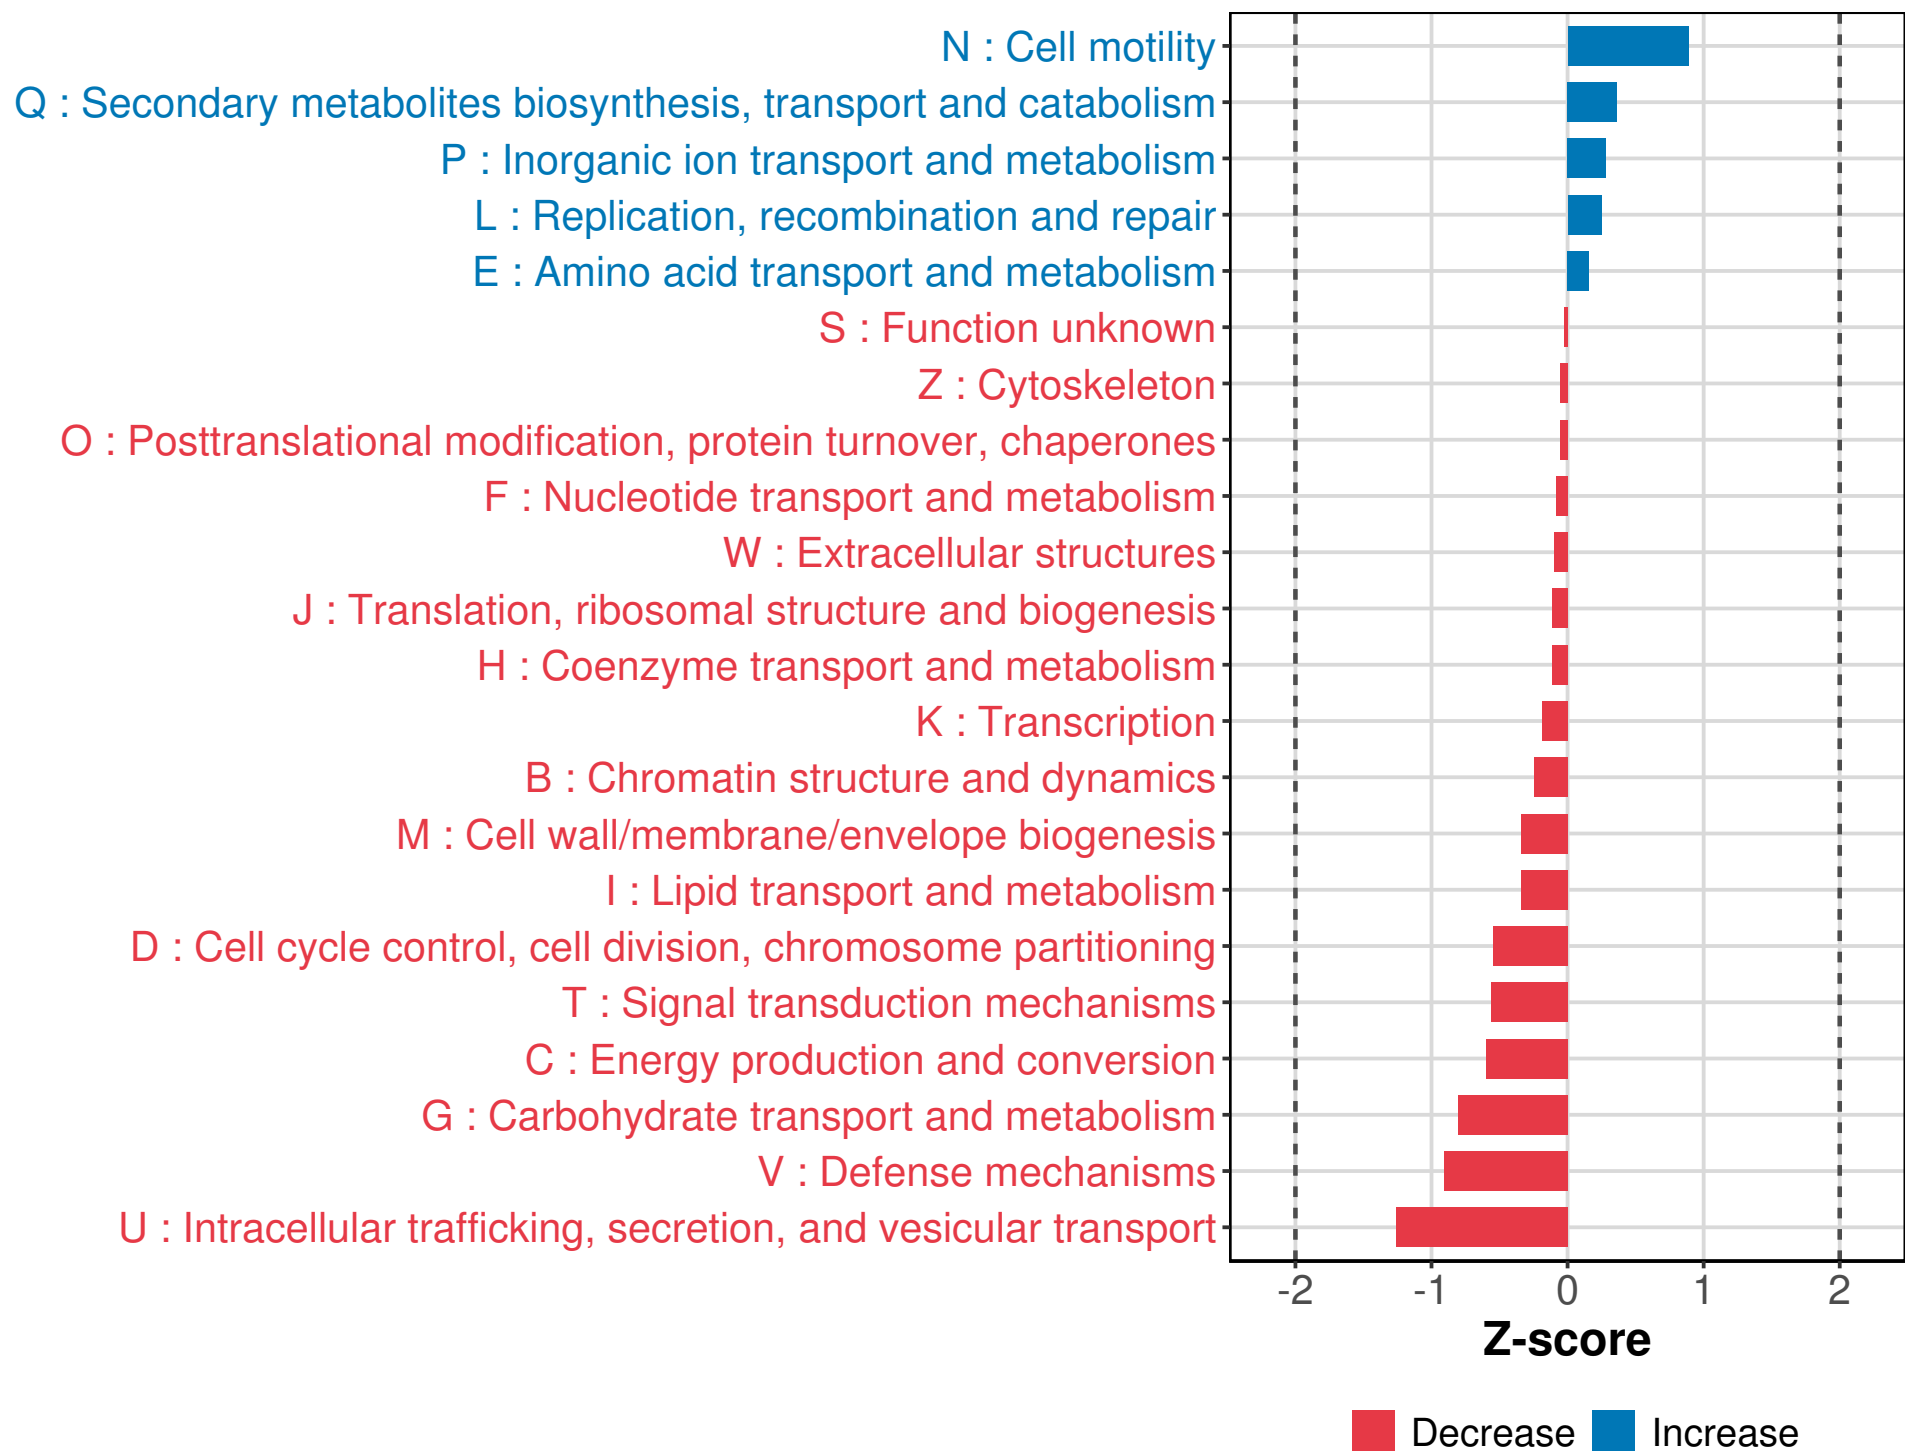 N : Cell motility
Q : Secondary metabolites biosynthesis, transport and catabolism
P : Inorganic ion transport and metabolism
L : Replication, recombination and repair
E : Amino acid transport and metabolism
S : Function unknown
Z : Cytoskeleton
O : Posttranslational modification, protein turnover, chaperones
F : Nucleotide transport and metabolism
W : Extracellular structures
J : Translation, ribosomal structure and biogenesis
H : Coenzyme transport and metabolism
K : Transcription
B : Chromatin structure and dynamics
M : Cell wall/membrane/envelope biogenesis
I : Lipid transport and metabolism
D : Cell cycle control, cell division, chromosome partitioning
T : Signal transduction mechanisms
C : Energy production and conversion
G : Carbohydrate transport and metabolism
V : Defense mechanisms
U : Intracellular trafficking, secretion, and vesicular transport
-2 -1 0 1 2
Z-score
Decrease Increase